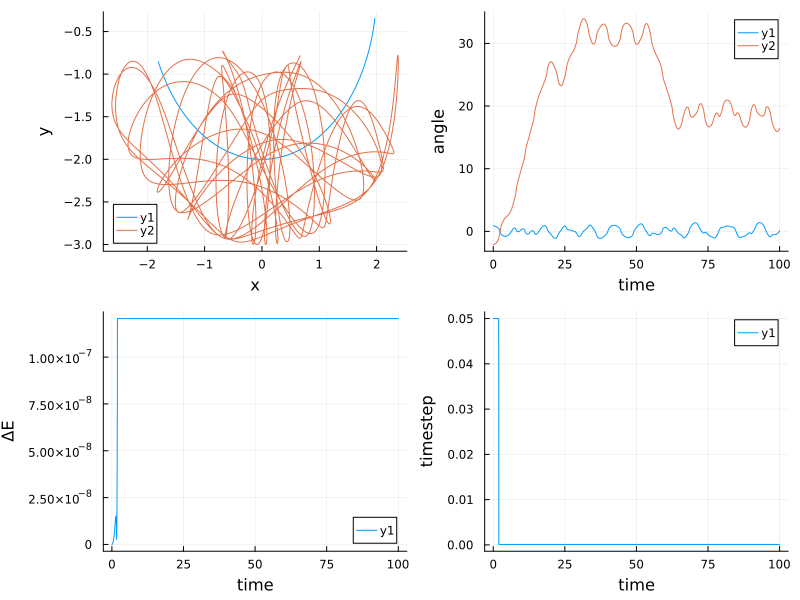 −0.5
−1.0
−1.5
−2.0
−2.5
−3.0
y
y1
y2
−2
−1
0
1
2
x
30
20
10
0
angle
y1
y2
0
25
50
75
100
time
1.00×10⁻⁷
7.50×10⁻⁸
5.00×10⁻⁸
2.50×10⁻⁸
0
ΔE
y1
0
25
50
75
100
time
0.05
0.04
0.03
0.02
0.01
0.00
timestep
y1
0
25
50
75
100
time